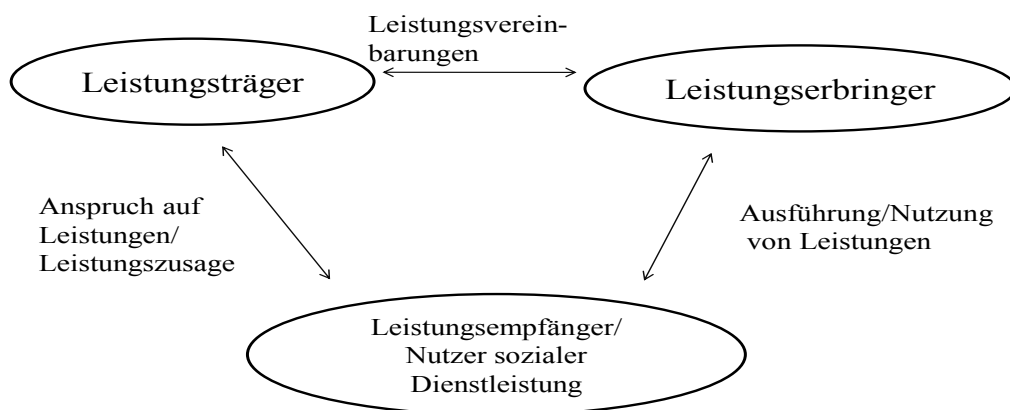 Leistungsverein-
barungen
Leistungsträger
Leistungserbringer
Anspruch auf
Leistungen/
Leistungszusage
Ausführung/Nutzung
von Leistungen
Leistungsempfänger/
Nutzer sozialer
Dienstleistung